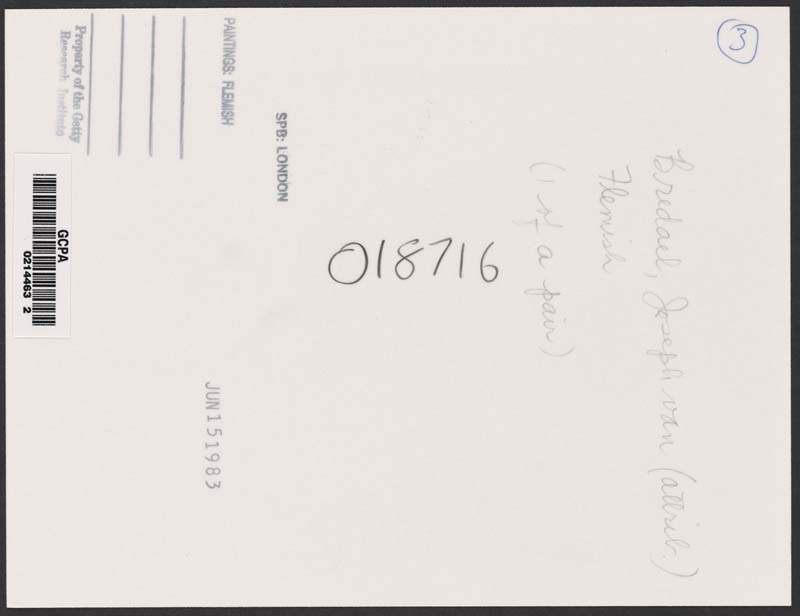 3
Bredael, Joseph van (attrib.)
Flemish
(1 of a pair)
018716
SPB: LONDON
PAINTINGS: FLEMISH
JUN 15 1983
Property of the Getty
Research Institute
GCPA
0214463 2